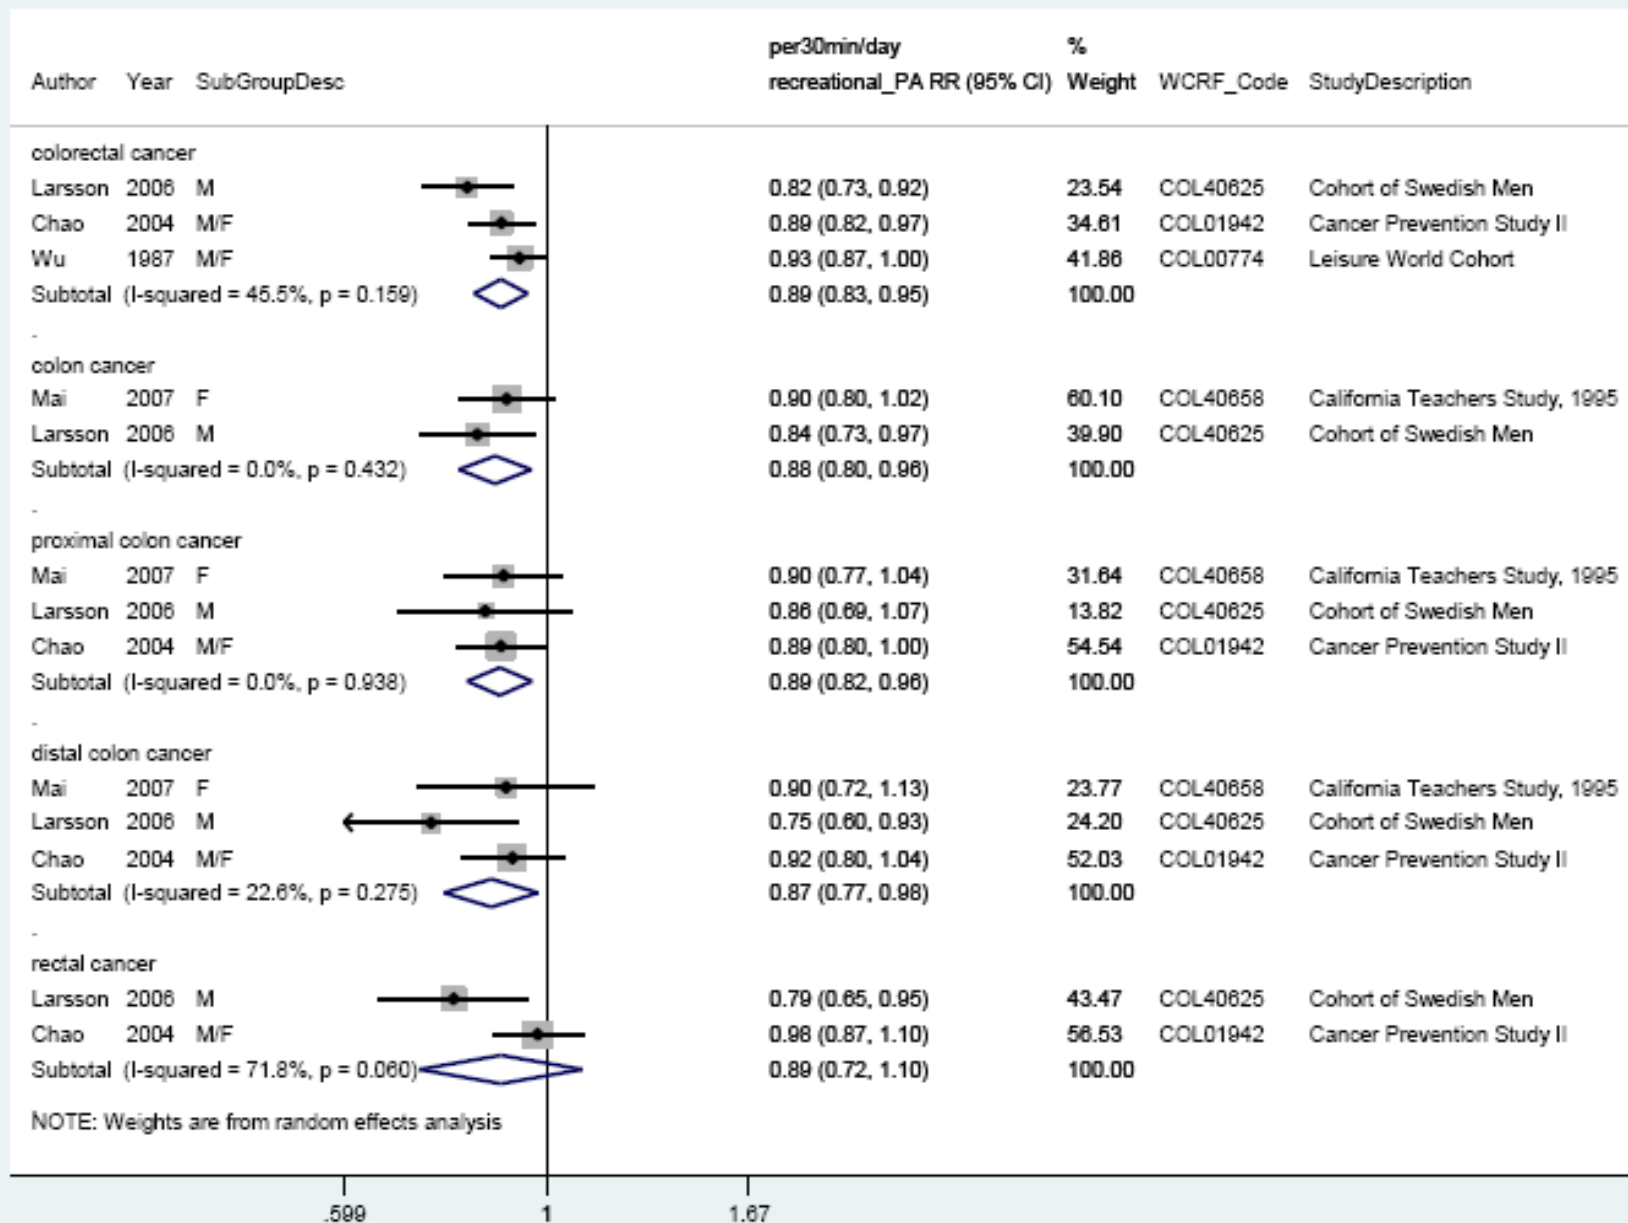 per30min/day %
Author Year SubGroupDesc recreational_PA RR (95% CI) Weight WCRF_Code StudyDescription
colorectal cancer
Larsson 2006 M 0.82 (0.73, 0.92) 23.54 COL40625 Cohort of Swedish Men
Chao 2004 M/F 0.89 (0.82, 0.97) 34.61 COL01942 Cancer Prevention Study II
Wu 1987 M/F 0.93 (0.87, 1.00) 41.86 COL00774 Leisure World Cohort
Subtotal (I-squared = 45.5%, p = 0.159) 0.89 (0.83, 0.95) 100.00
.
colon cancer
Mai 2007 F 0.90 (0.80, 1.02) 60.10 COL40658 California Teachers Study, 1995
Larsson 2006 M 0.84 (0.73, 0.97) 39.90 COL40625 Cohort of Swedish Men
Subtotal (I-squared = 0.0%, p = 0.432) 0.88 (0.80, 0.96) 100.00
.
proximal colon cancer
Mai 2007 F 0.90 (0.77, 1.04) 31.64 COL40658 California Teachers Study, 1995
Larsson 2006 M 0.86 (0.69, 1.07) 13.82 COL40625 Cohort of Swedish Men
Chao 2004 M/F 0.89 (0.80, 1.00) 54.54 COL01942 Cancer Prevention Study II
Subtotal (I-squared = 0.0%, p = 0.938) 0.89 (0.82, 0.96) 100.00
.
distal colon cancer
Mai 2007 F 0.90 (0.72, 1.13) 23.77 COL40658 California Teachers Study, 1995
Larsson 2006 M 0.75 (0.60, 0.93) 24.20 COL40625 Cohort of Swedish Men
Chao 2004 M/F 0.92 (0.80, 1.04) 52.03 COL01942 Cancer Prevention Study II
Subtotal (I-squared = 22.6%, p = 0.275) 0.87 (0.77, 0.98) 100.00
.
rectal cancer
Larsson 2006 M 0.79 (0.65, 0.95) 43.47 COL40625 Cohort of Swedish Men
Chao 2004 M/F 0.98 (0.87, 1.10) 56.53 COL01942 Cancer Prevention Study II
Subtotal (I-squared = 71.8%, p = 0.060) 0.89 (0.72, 1.10) 100.00
NOTE: Weights are from random effects analysis
.599 1 1.67